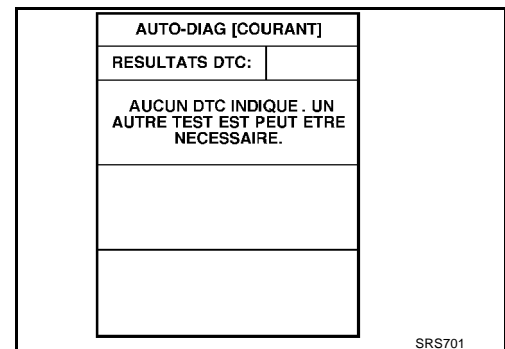 AUTO-DIAG [COURANT]
RESULTATS DTC:
AUCUN DTC INDIQUE . UN
AUTRE TEST EST PEUT ETRE
NECESSAIRE.
SRS701